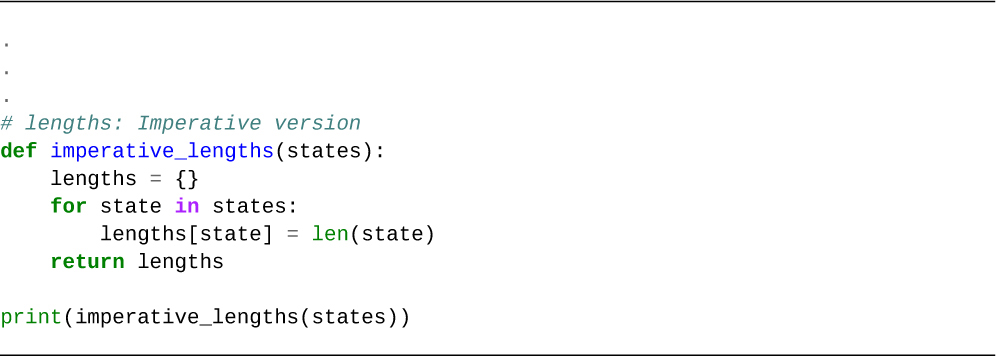 .
.
.
# lengths: Imperative version
def imperative_lengths(states):
    lengths = {}
    for state in states:
        lengths[state] = len(state)
    return lengths

print(imperative_lengths(states))